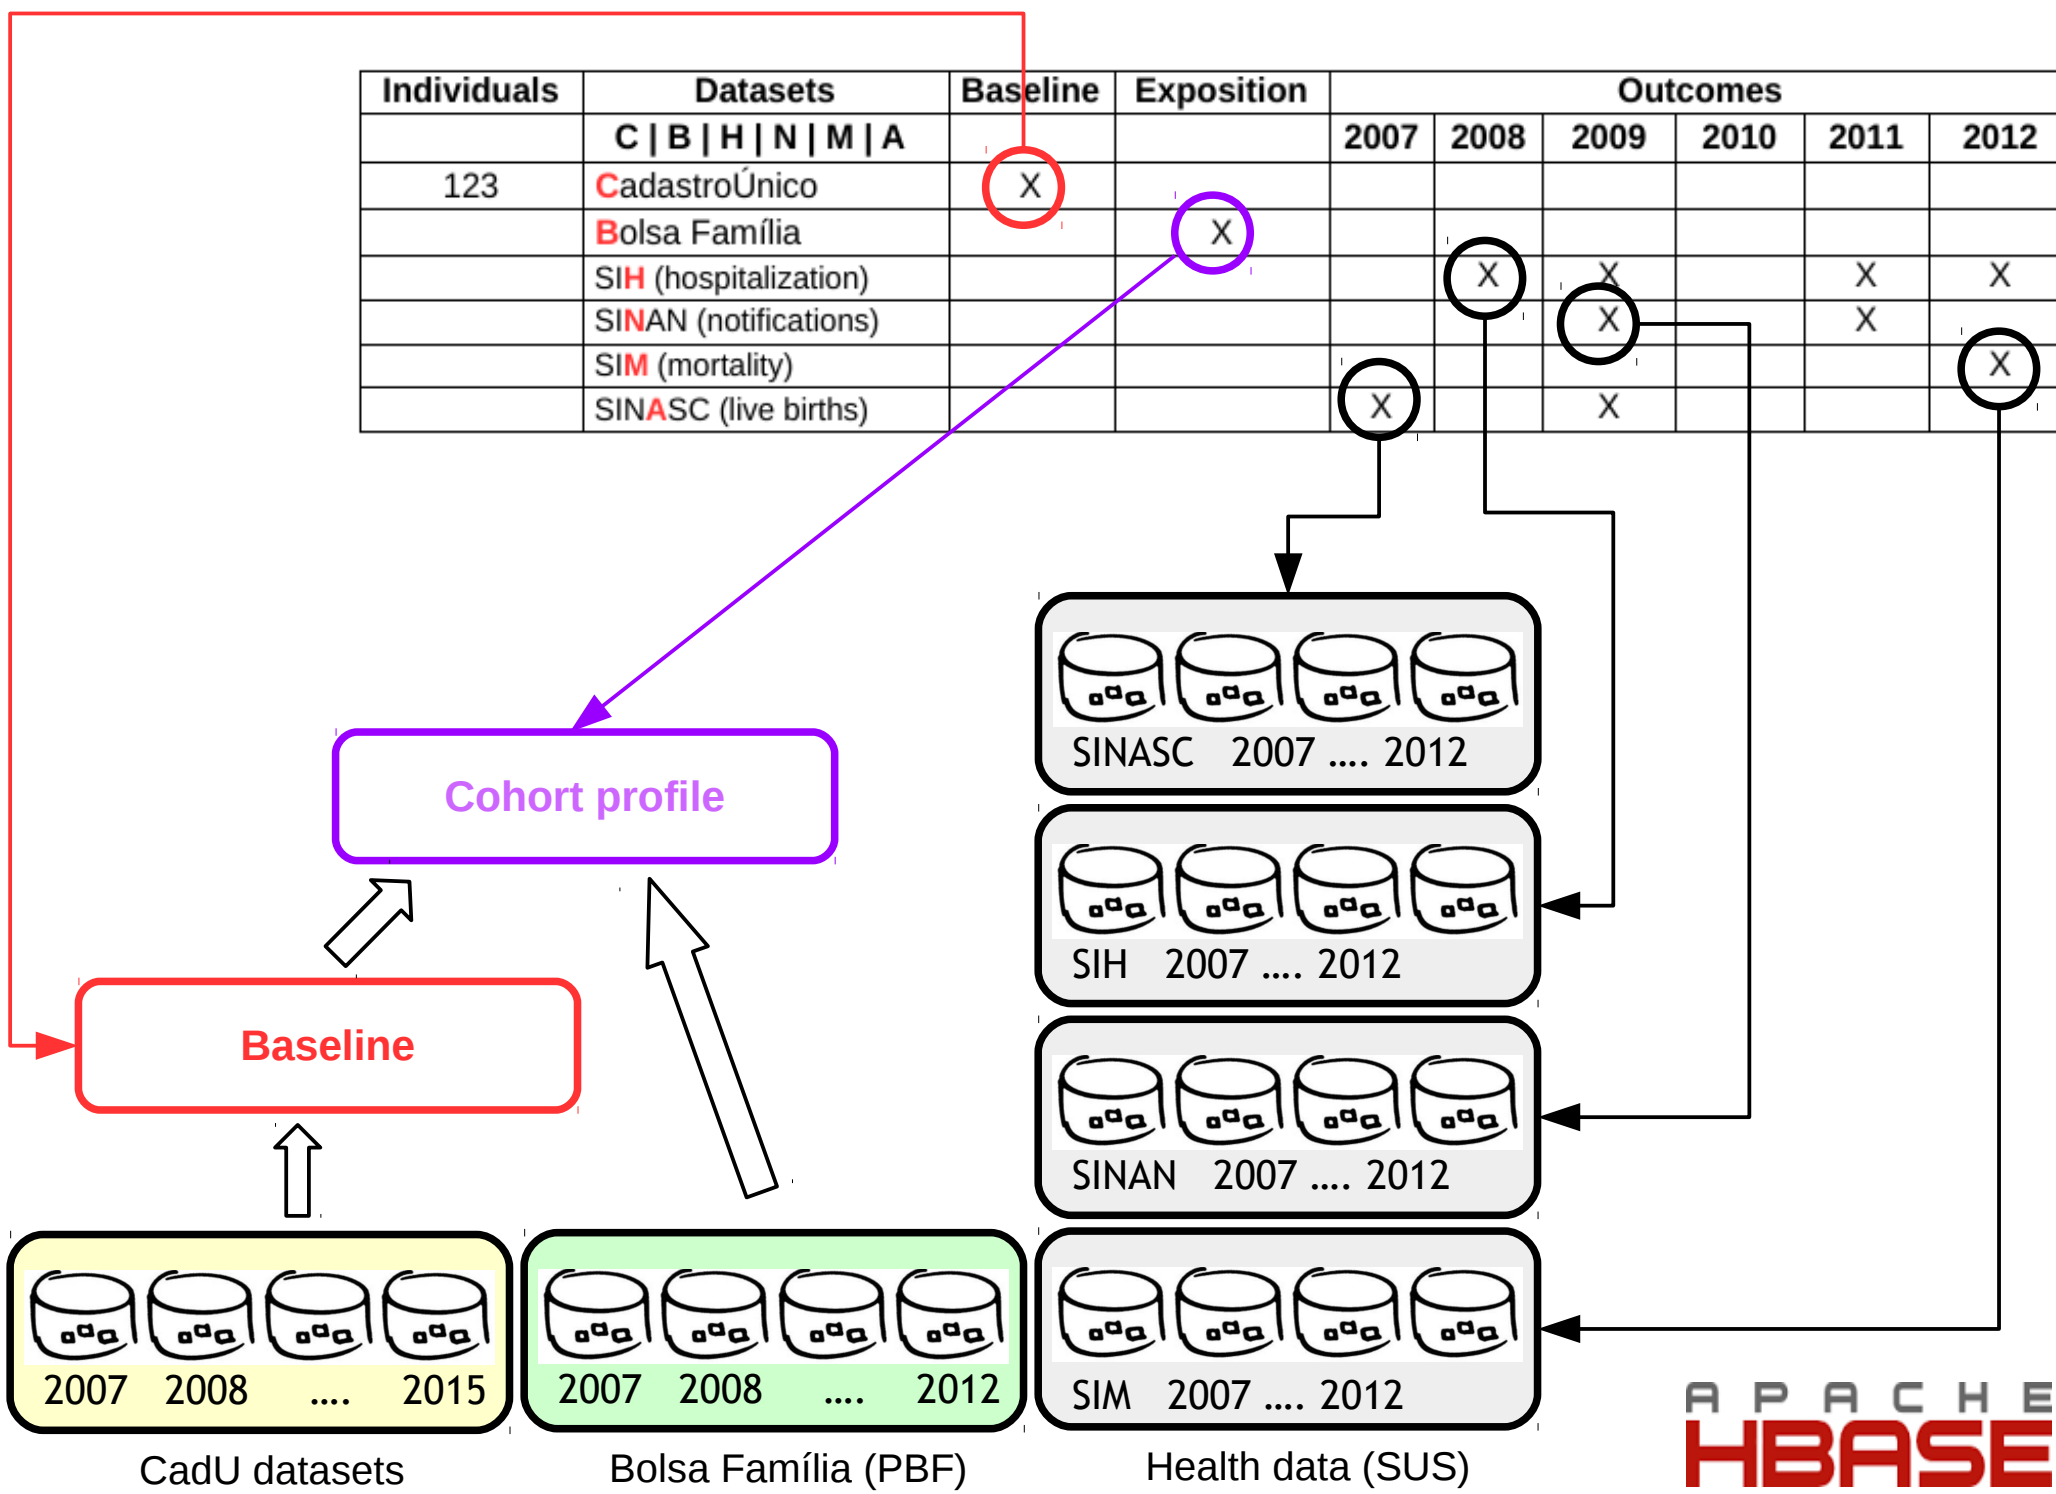 Individuals Datasets Baseline Exposition Outcomes
C | B | H | N | M | A 2007 2008 2009 2010 2011 2012
123 CadastroÚnico X
Bolsa Família X
SIH (hospitalization) X X X X
SINAN (notifications) X X
SIM (mortality) X
SINASC (live births) X X
SINASC 2007 .... 2012
Cohort profile
SIH 2007 .... 2012
Baseline
SINAN 2007 .... 2012
2007 2008 .... 2015
2007 2008 .... 2012
SIM 2007 .... 2012
CadU datasets
Bolsa Família (PBF)
Health data (SUS)
APACHE
HBASE